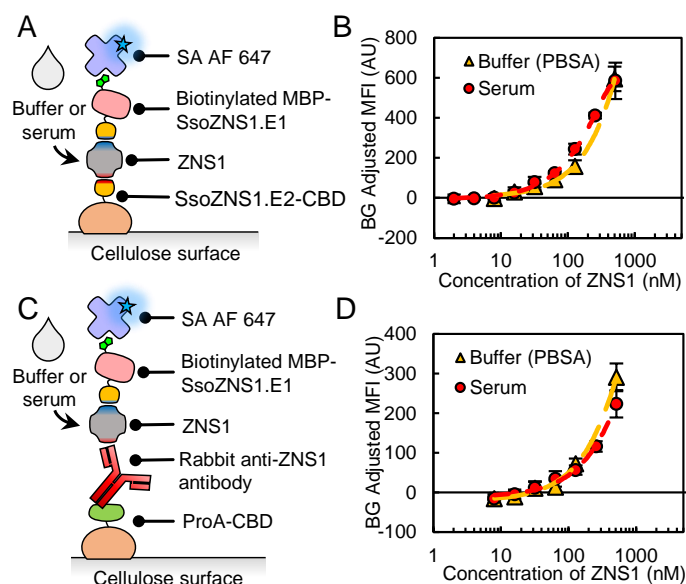 A
Buffer or
serum
SA AF 647
Biotinylated MBP-
SsoZNS1.E1
ZNS1
SsoZNS1.E2-CBD
Cellulose surface
B
BG Adjusted MFI (AU)
800
600
400
200
0
-200
Buffer (PBSA)
Serum
1
10
100
1000
Concentration of ZNS1 (nM)
C
Buffer or
serum
SA AF 647
Biotinylated MBP-
SsoZNS1.E1
ZNS1
Rabbit anti-ZNS1
antibody
ProA-CBD
Cellulose surface
D
BG Adjusted MFI (AU)
400
300
200
100
0
-100
Buffer (PBSA)
Serum
1
10
100
1000
Concentration of ZNS1 (nM)